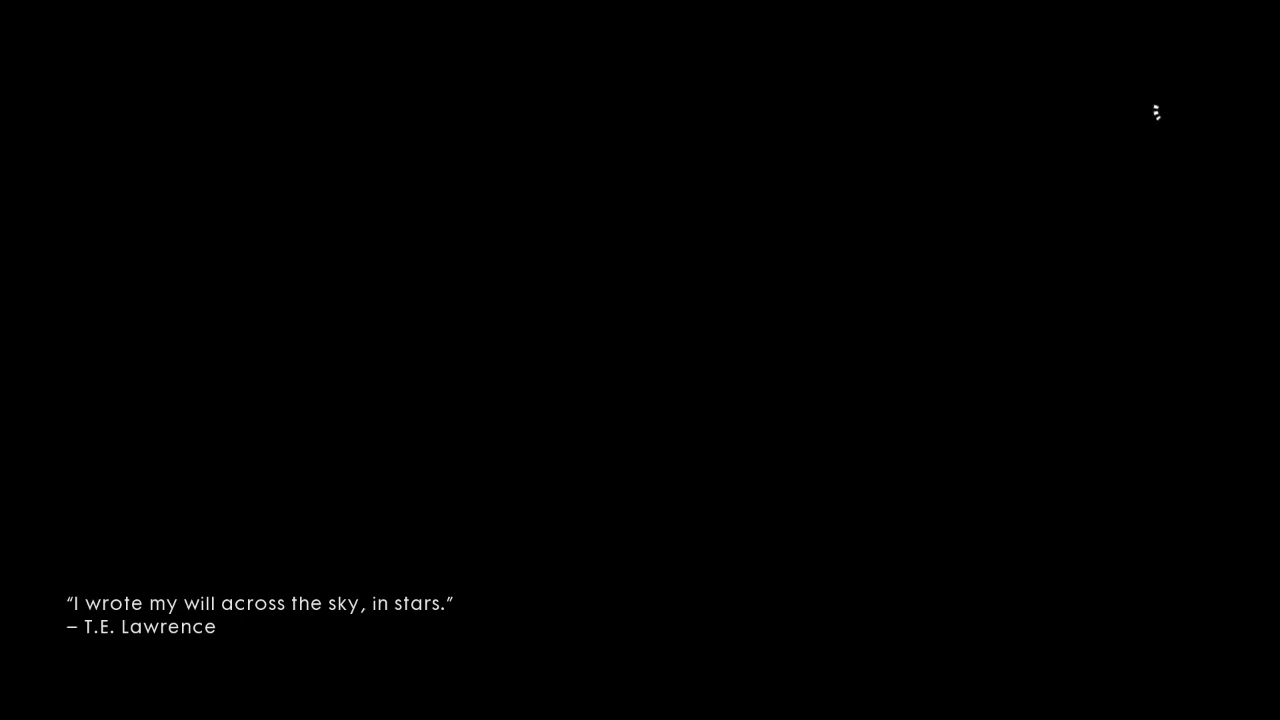 “I wrote my will across the sky, in stars.”
– T.E. Lawrence